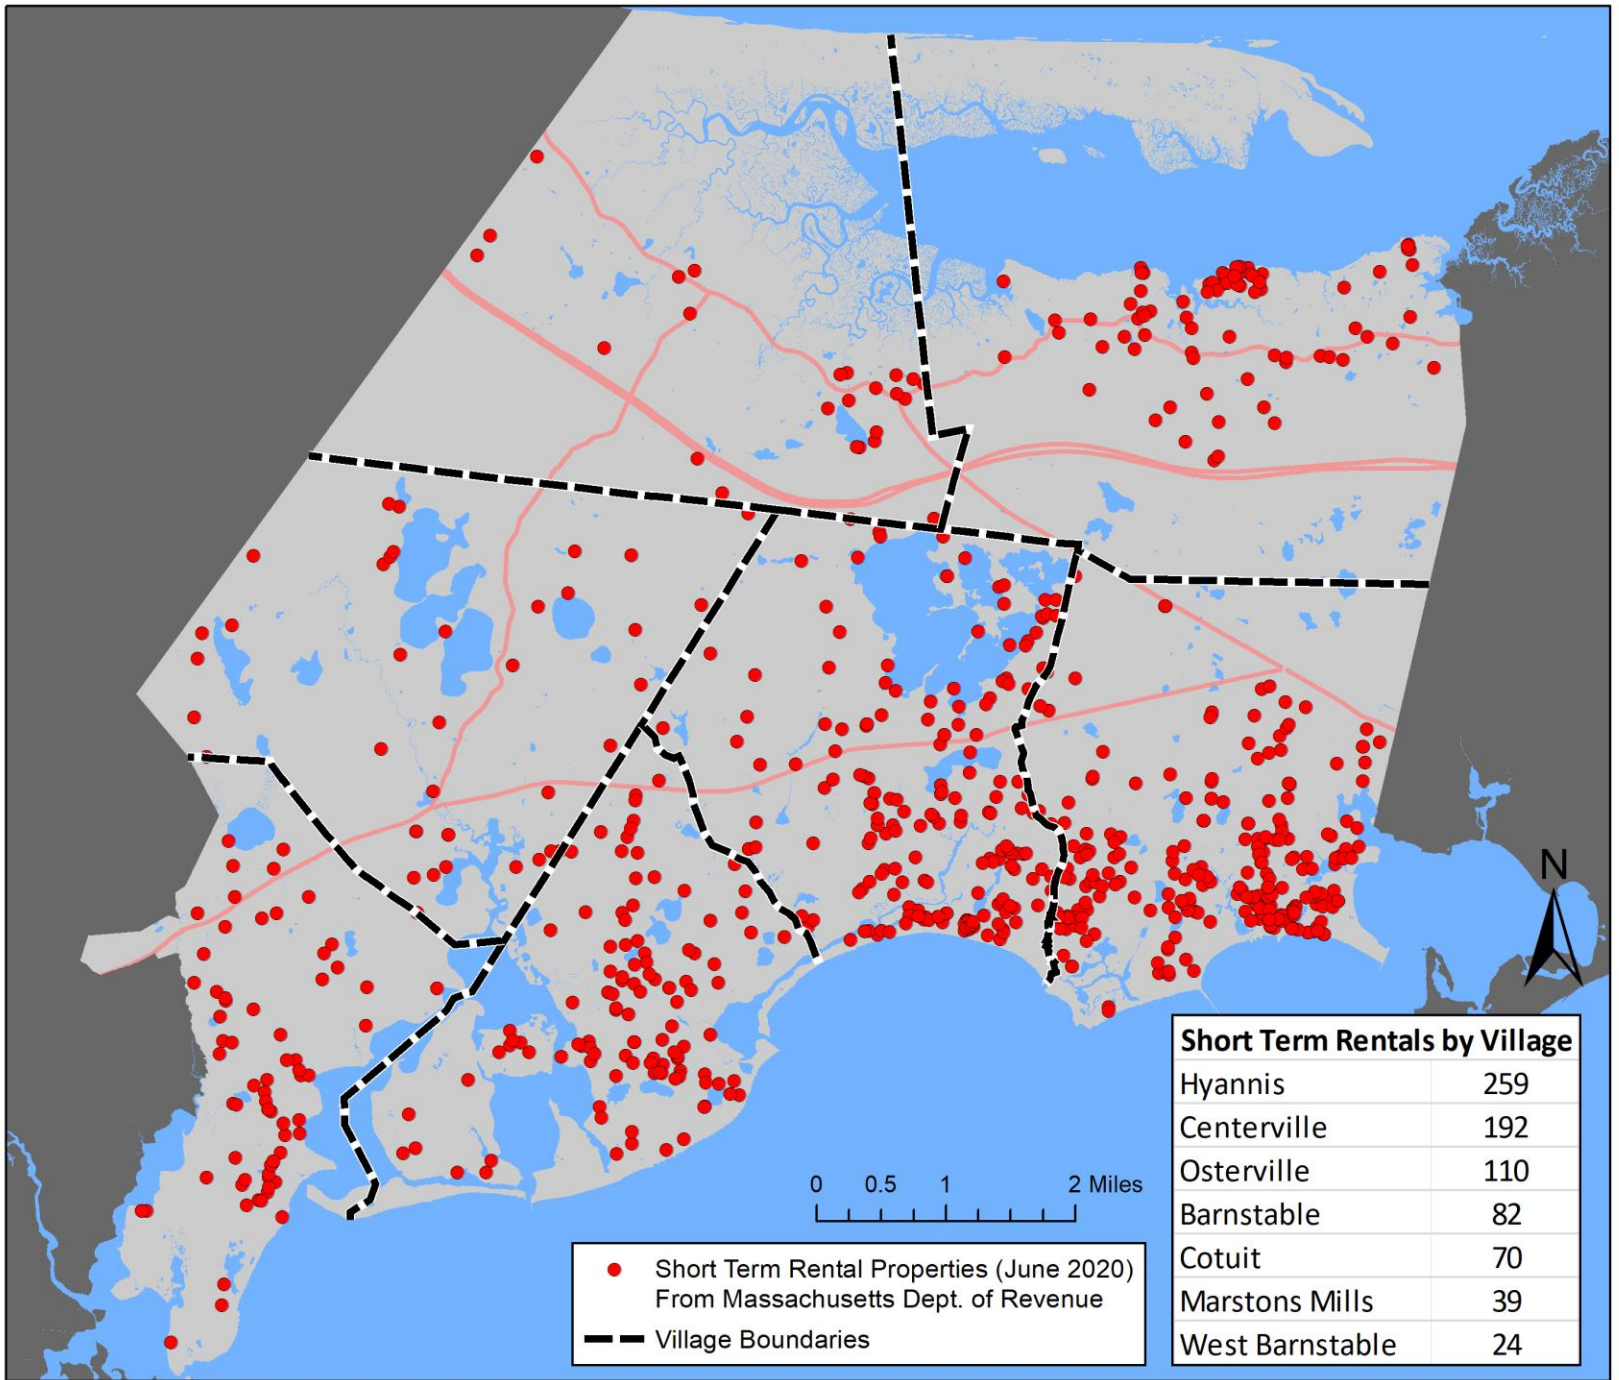 N
Short Term Rentals by Village
Hyannis 259
Centerville 192
Osterville 110
Barnstable 82
Cotuit 70
Marstons Mills 39
West Barnstable 24
0 0.5 1 2 Miles
Short Term Rental Properties (June 2020)
From Massachusetts Dept. of Revenue
Village Boundaries